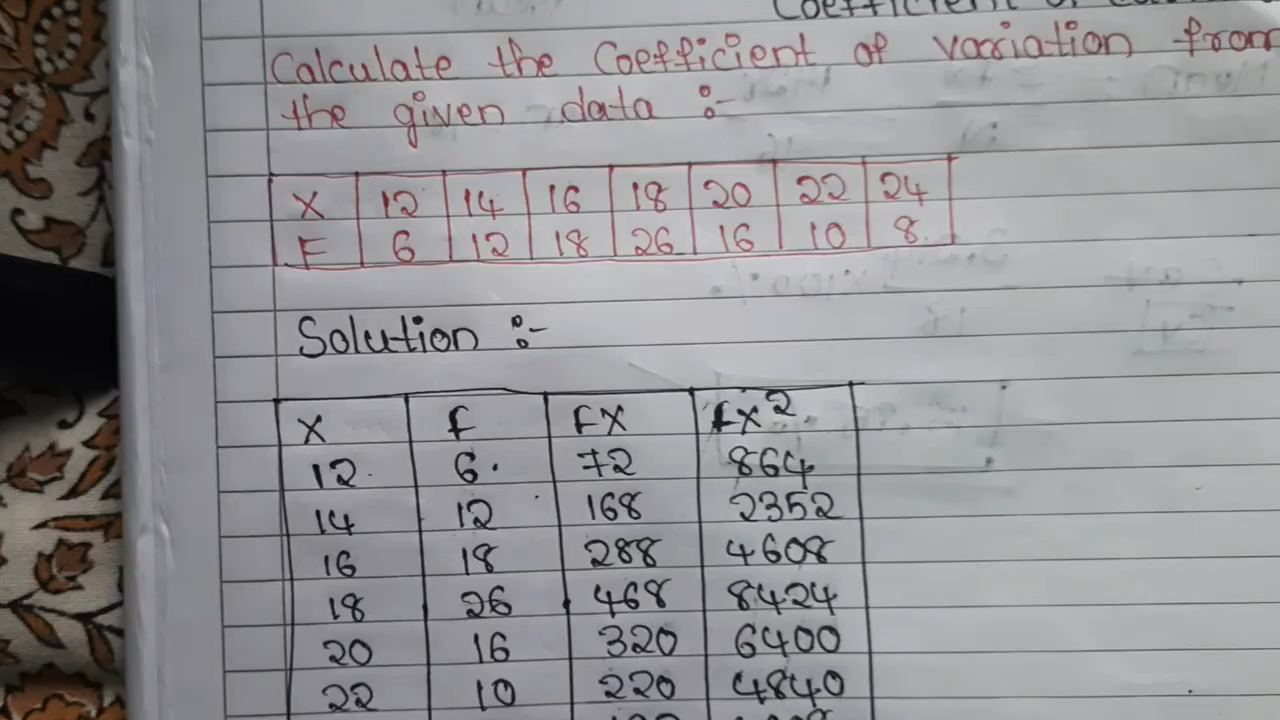 Coefficient of
Calculate the Coefficient of variation from
the given data :-
X 12 14 16 18 20 22 24
F 6 12 18 26 16 10 8
Solution :-
X F FX FX²
12 6 72 864
14 12 168 2352
16 18 288 4608
18 26 468 8424
20 16 320 6400
22 10 220 4840